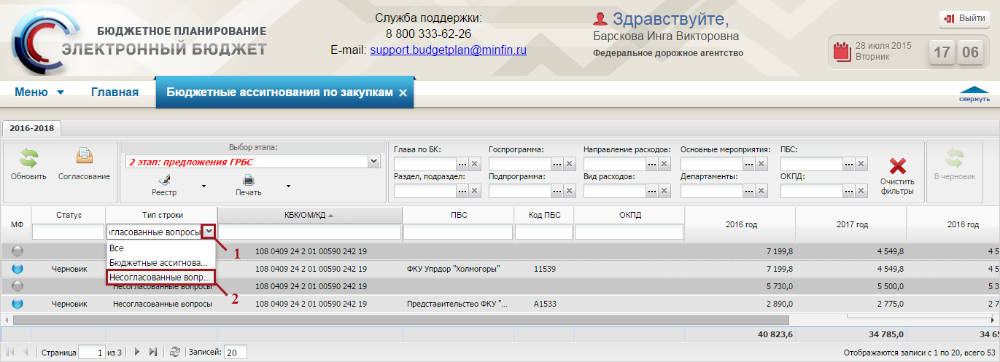 БЮДЖЕТНОЕ ПЛАНИРОВАНИЕ
ЭЛЕКТРОННЫЙ БЮДЖЕТ
Служба поддержки:
8 800 333-62-26
E-mail: support.budgetplan@minfin.ru
Здравствуйте,
Барскова Инга Викторовна
Федеральное дорожное агентство
Выйти
28 июля 2015
Вторник
17 06
Меню Главная Бюджетные ассигнования по закупкам
свернуть
2016-2018
Обновить Согласование
Выбор этапа:
2 этап: предложения ГРБС
Реестр Печать
Глава по БК: Госпрограмма: Направление расходов: Основные мероприятия: ПБС:
Раздел, подраздел: Подпрограмма: Вид расходов: Департаменты: ОКПД:
Очистить фильтры
В черновик
МФ Статус Тип строки КБК/ОМ/КД ПБС Код ПБС ОКПД 2016 год 2017 год 2018 год
гласованные вопросы
1
Все
Бюджетные ассигнова...
Несогласованные вопр...
2
108 0409 24 2 01 00590 242 19 7 199,8 4 549,8 4 5
Черновик 108 0409 24 2 01 00590 242 19 ФКУ Упрдор "Холмогоры" 11539 7 199,8 4 549,8 4 5
Несогласованные вопросы 108 0409 24 2 01 00590 242 19 5 730,0 5 500,0 5 3
Черновик Несогласованные вопросы 108 0409 24 2 01 00590 242 19 Представительство ФКУ "... А1533 2 890,0 2 775,0 2 7
40 823,6 34 785,0 34 65
Страница 1 из 3 Записей: 20 Отображаются записи с 1 по 20, всего 53